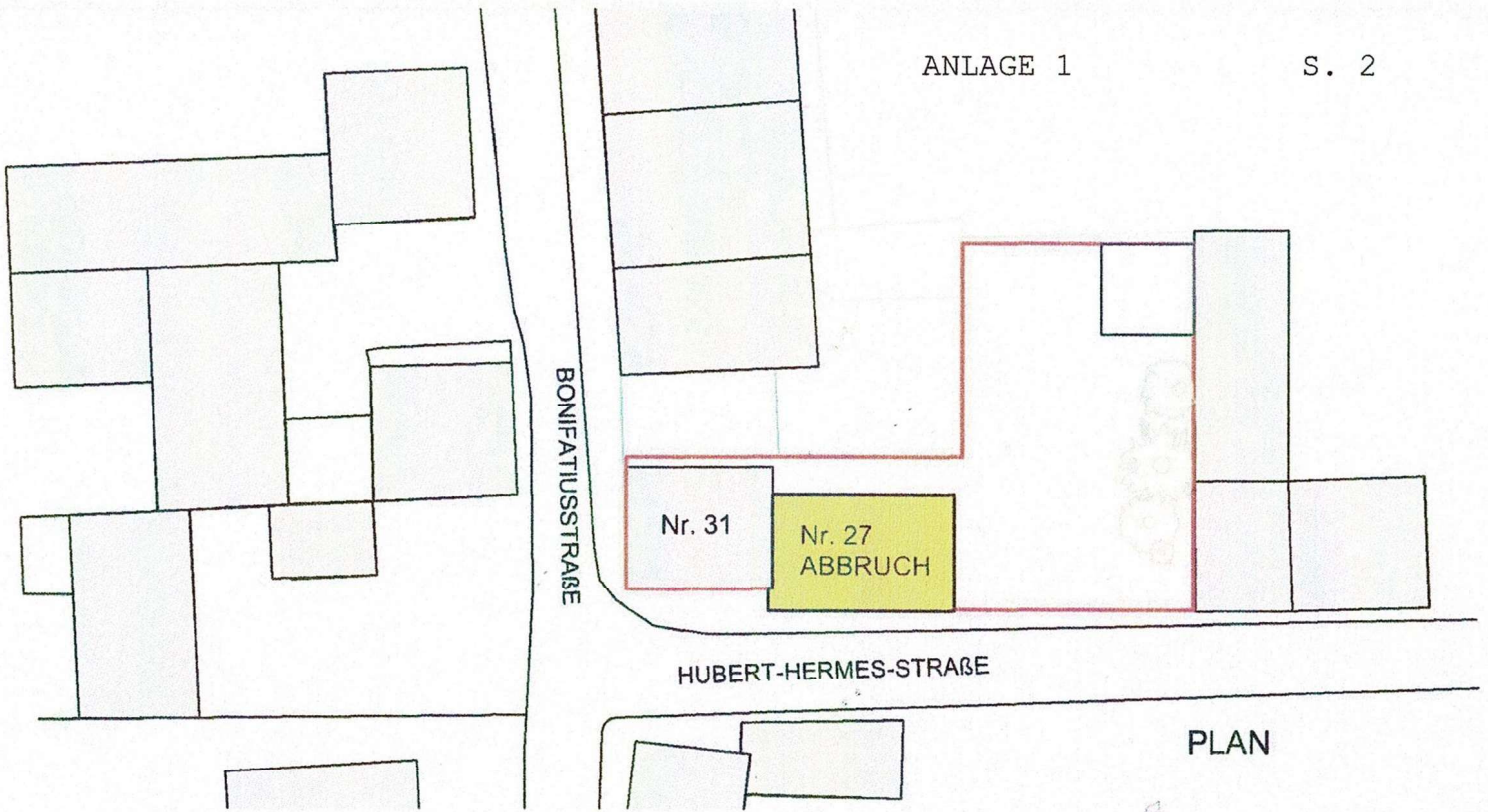 ANLAGE 1 S. 2
BONIFATIUSSTRAßE
Nr. 31
Nr. 27
ABBRUCH
HUBERT-HERMES-STRAßE
PLAN